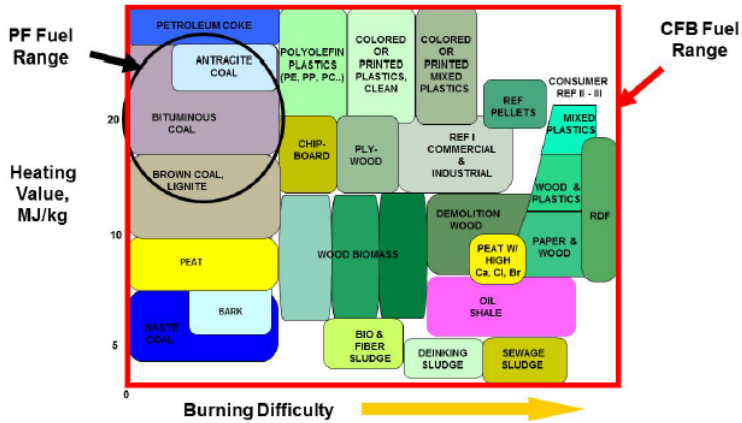 PF Fuel
Range
CFB Fuel
Range
PETROLEUM COKE
ANTRACITE
COAL
POLYOLEFIN
PLASTICS
(PE, PP, PC..)
COLORED
OR
PRINTED
PLASTICS,
CLEAN
COLORED
OR
PRINTED
MIXED
PLASTICS
CONSUMER
REF II - III
REF
PELLETS
MIXED
PLASTICS
20
BITUMINOUS
COAL
CHIP-
BOARD
PLY-
WOOD
REF I
COMMERCIAL
&
INDUSTRIAL
Heating
Value,
MJ/kg
BROWN COAL,
LIGNITE
WOOD &
PLASTICS
RDF
DEMOLITION
WOOD
10
PEAT
WOOD BIOMASS
PEAT W/
HIGH
Ca, Cl, Br
PAPER &
WOOD
BARK
WASTE
COAL
OIL
SHALE
5
BIO &
FIBER
SLUDGE
DEINKING
SLUDGE
SEWAGE
SLUDGE
0
Burning Difficulty